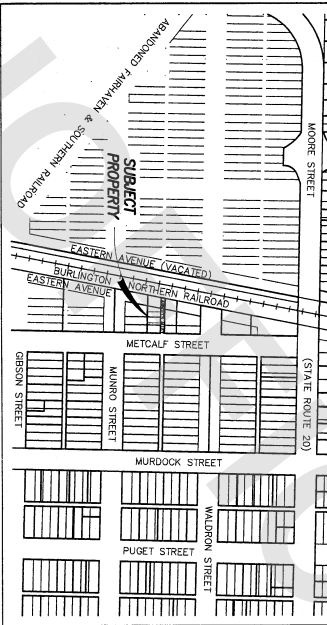 ABANDONED FAIRHAVEN & SOUTHERN RAILROAD
MOORE STREET
SUBJECT
PROPERTY
EASTERN AVENUE (VACATED)
BURLINGTON NORTHERN RAILROAD
EASTERN AVENUE
METCALF STREET
(STATE ROUTE 20)
GIBSON STREET
MUNRO STREET
MURDOCK STREET
WALDRON STREET
PUGET STREET